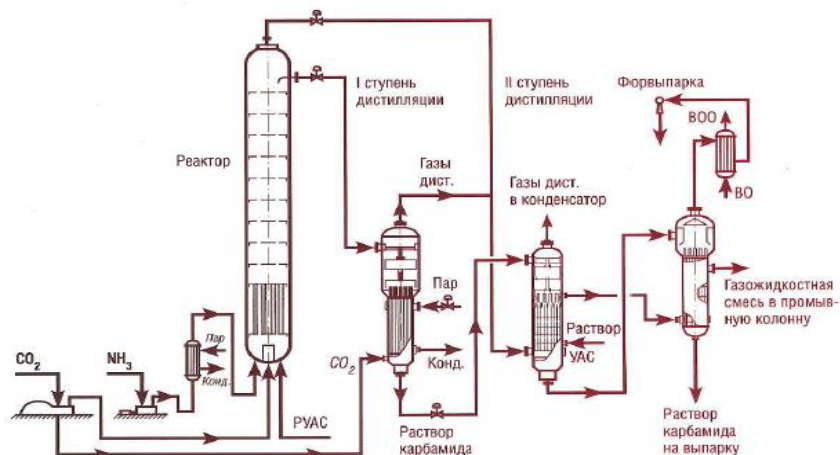 I ступень
дистилляции
II ступень
дистилляции
Форвыпарка
ВОО
Реактор
Газы
дист.
Газы дист.
в конденсатор
ВО
Пар
Газожидкостная
смесь в промыв-
ную колонну
CO2
NH3
Пар
Конд.
CO2
Конд.
Раствор
УАС
РУАС
Раствор
карбамида
Раствор
карбамида
на выпарку